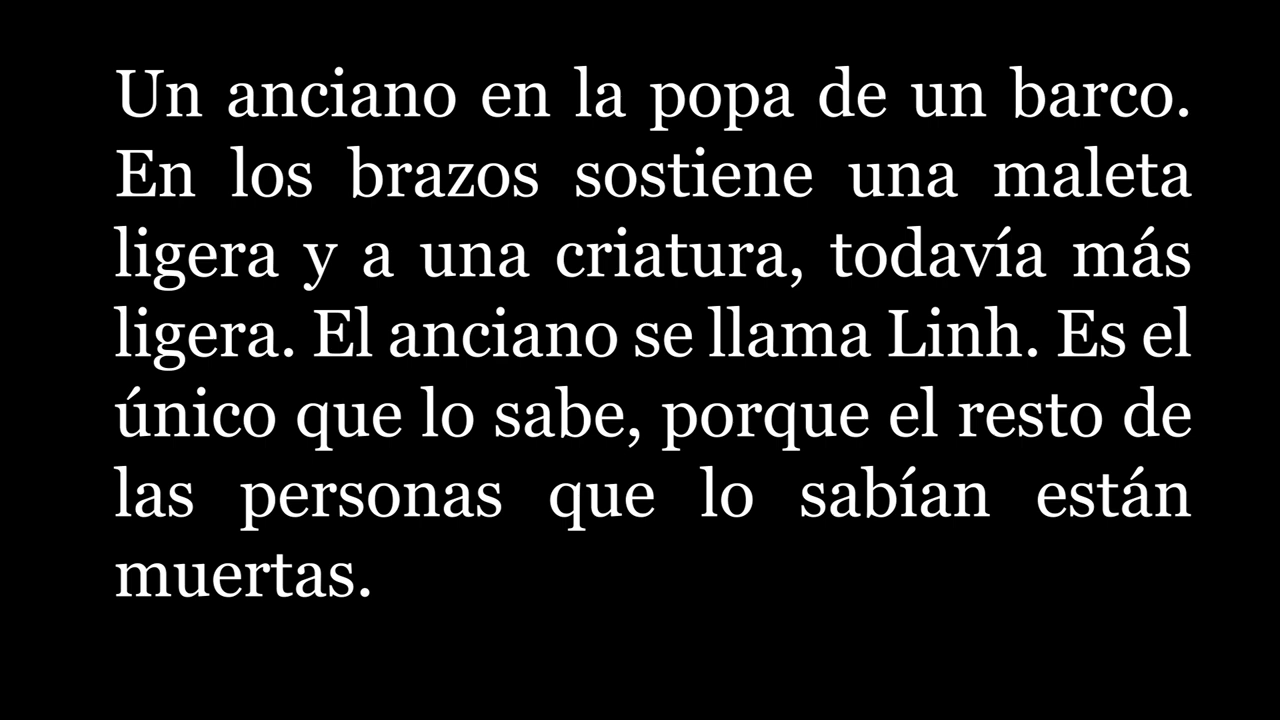 Un anciano en la popa de un barco.
En los brazos sostiene una maleta
ligera y a una criatura, todavía más
ligera. El anciano se llama Linh. Es el
único que lo sabe, porque el resto de
las personas que lo sabían están
muertas.